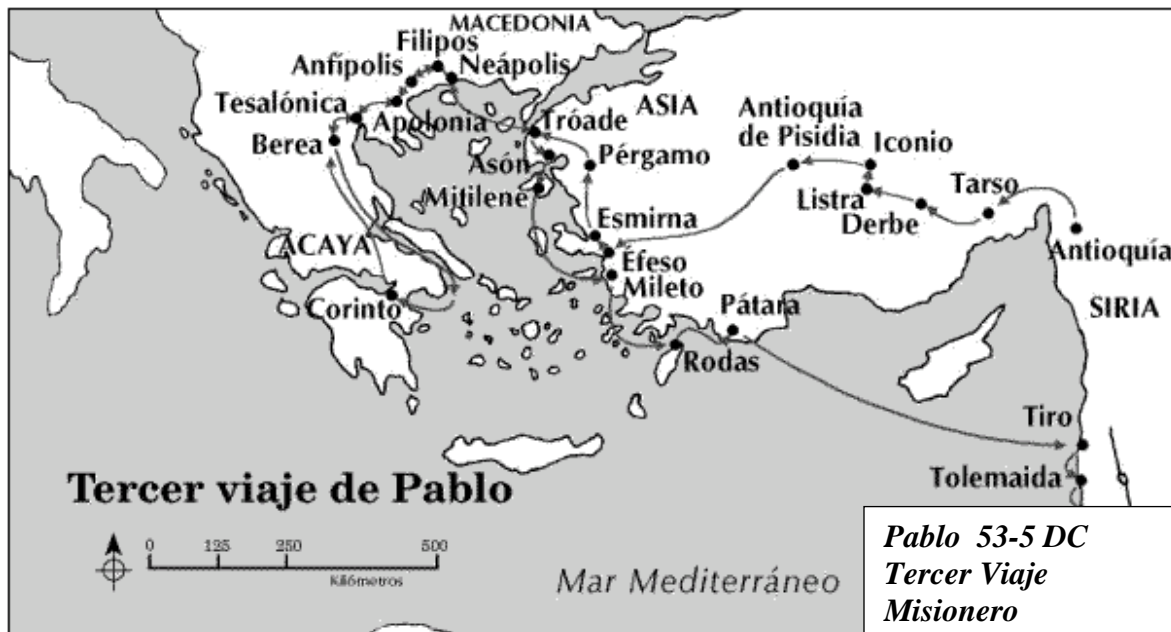 MACEDONIA
Filipos
Anfípolis
Neápolis
Tesalónica
Apolonia
Berea
Tróade
ASIA
Antioquía
de Pisidia
Iconio
Asón
Pérgamo
Mitilene
Listra
Derbe
Tarso
Antioquía
Esmirna
ACAYA
Efeso
Mileto
Corinto
Pátara
SIRIA
Rodas
Tiro
Tolemaida
Tercer viaje de Pablo
0 125 250 500
Kilómetros
Mar Mediterráneo
Pablo 53-5 DC
Tercer Viaje
Misionero